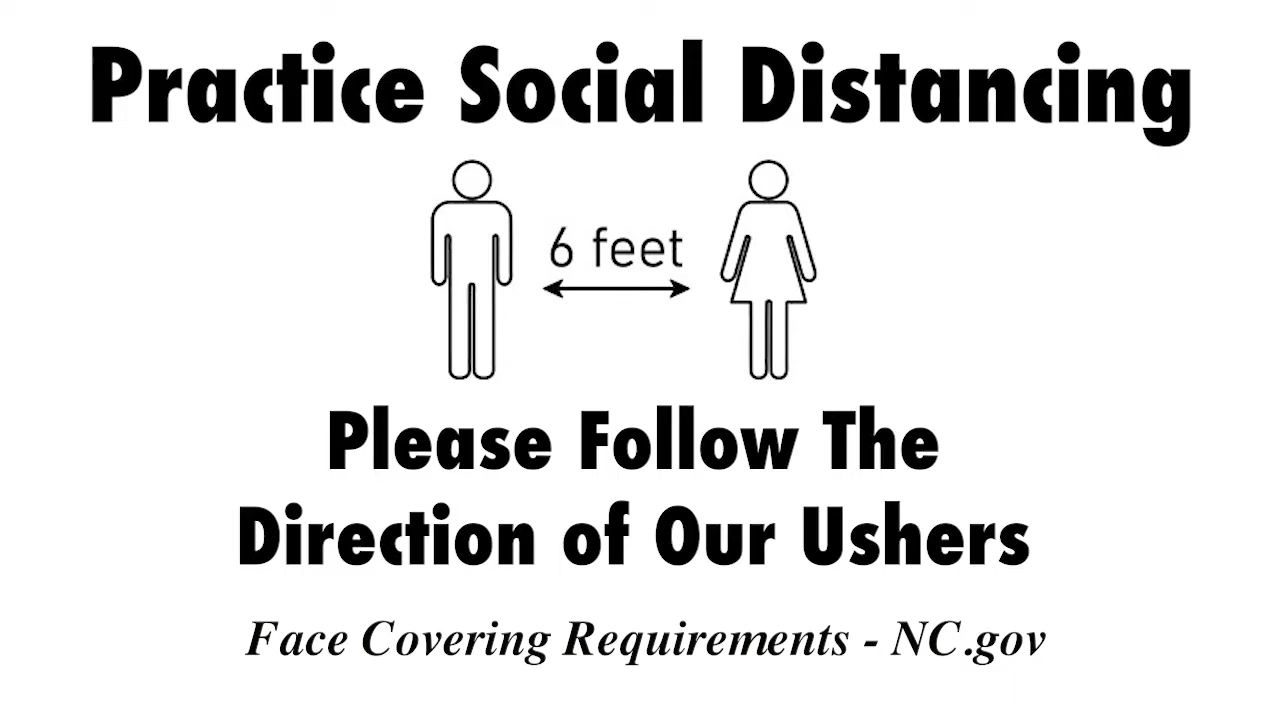 Practice Social Distancing
6 feet
Please Follow The
Direction of Our Ushers
Face Covering Requirements - NC.gov